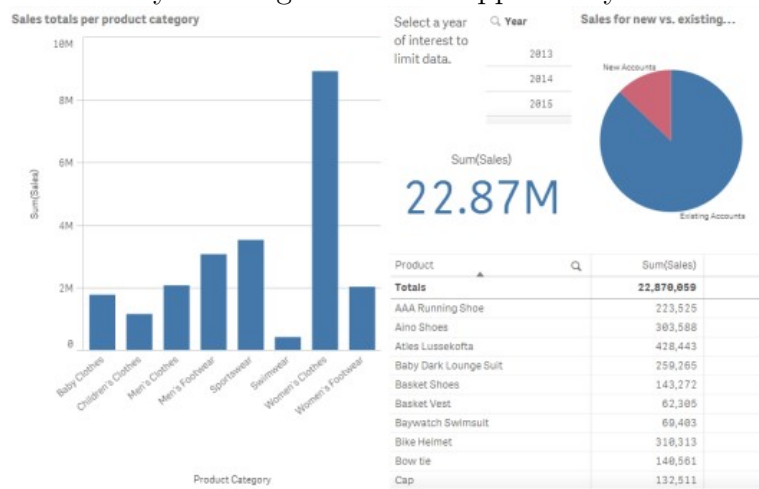 Sales totals per product category
10M
8M
6M
4M
2M
0
Sum(Sales)
Baby Clothes
Children's Clothes
Men's Clothes
Men's Footwear
Sportswear
Swimwear
Women's Clothes
Women's Footwear
Product Category
Select a year
of interest to
limit data.
Year
2013
2014
2015
Sum(Sales)
22.87M
Sales for new vs. existing...
New Accounts
Existing Accounts
Product Sum(Sales)
Totals 22,870,059
AAA Running Shoe 223,525
Aino Shoes 303,588
Atles Lussekofta 428,443
Baby Dark Lounge Suit 259,265
Basket Shoes 143,272
Basket Vest 62,305
Baywatch Swimsuit 69,403
Bike Helmet 310,313
Bow tie 140,561
Cap 132,511